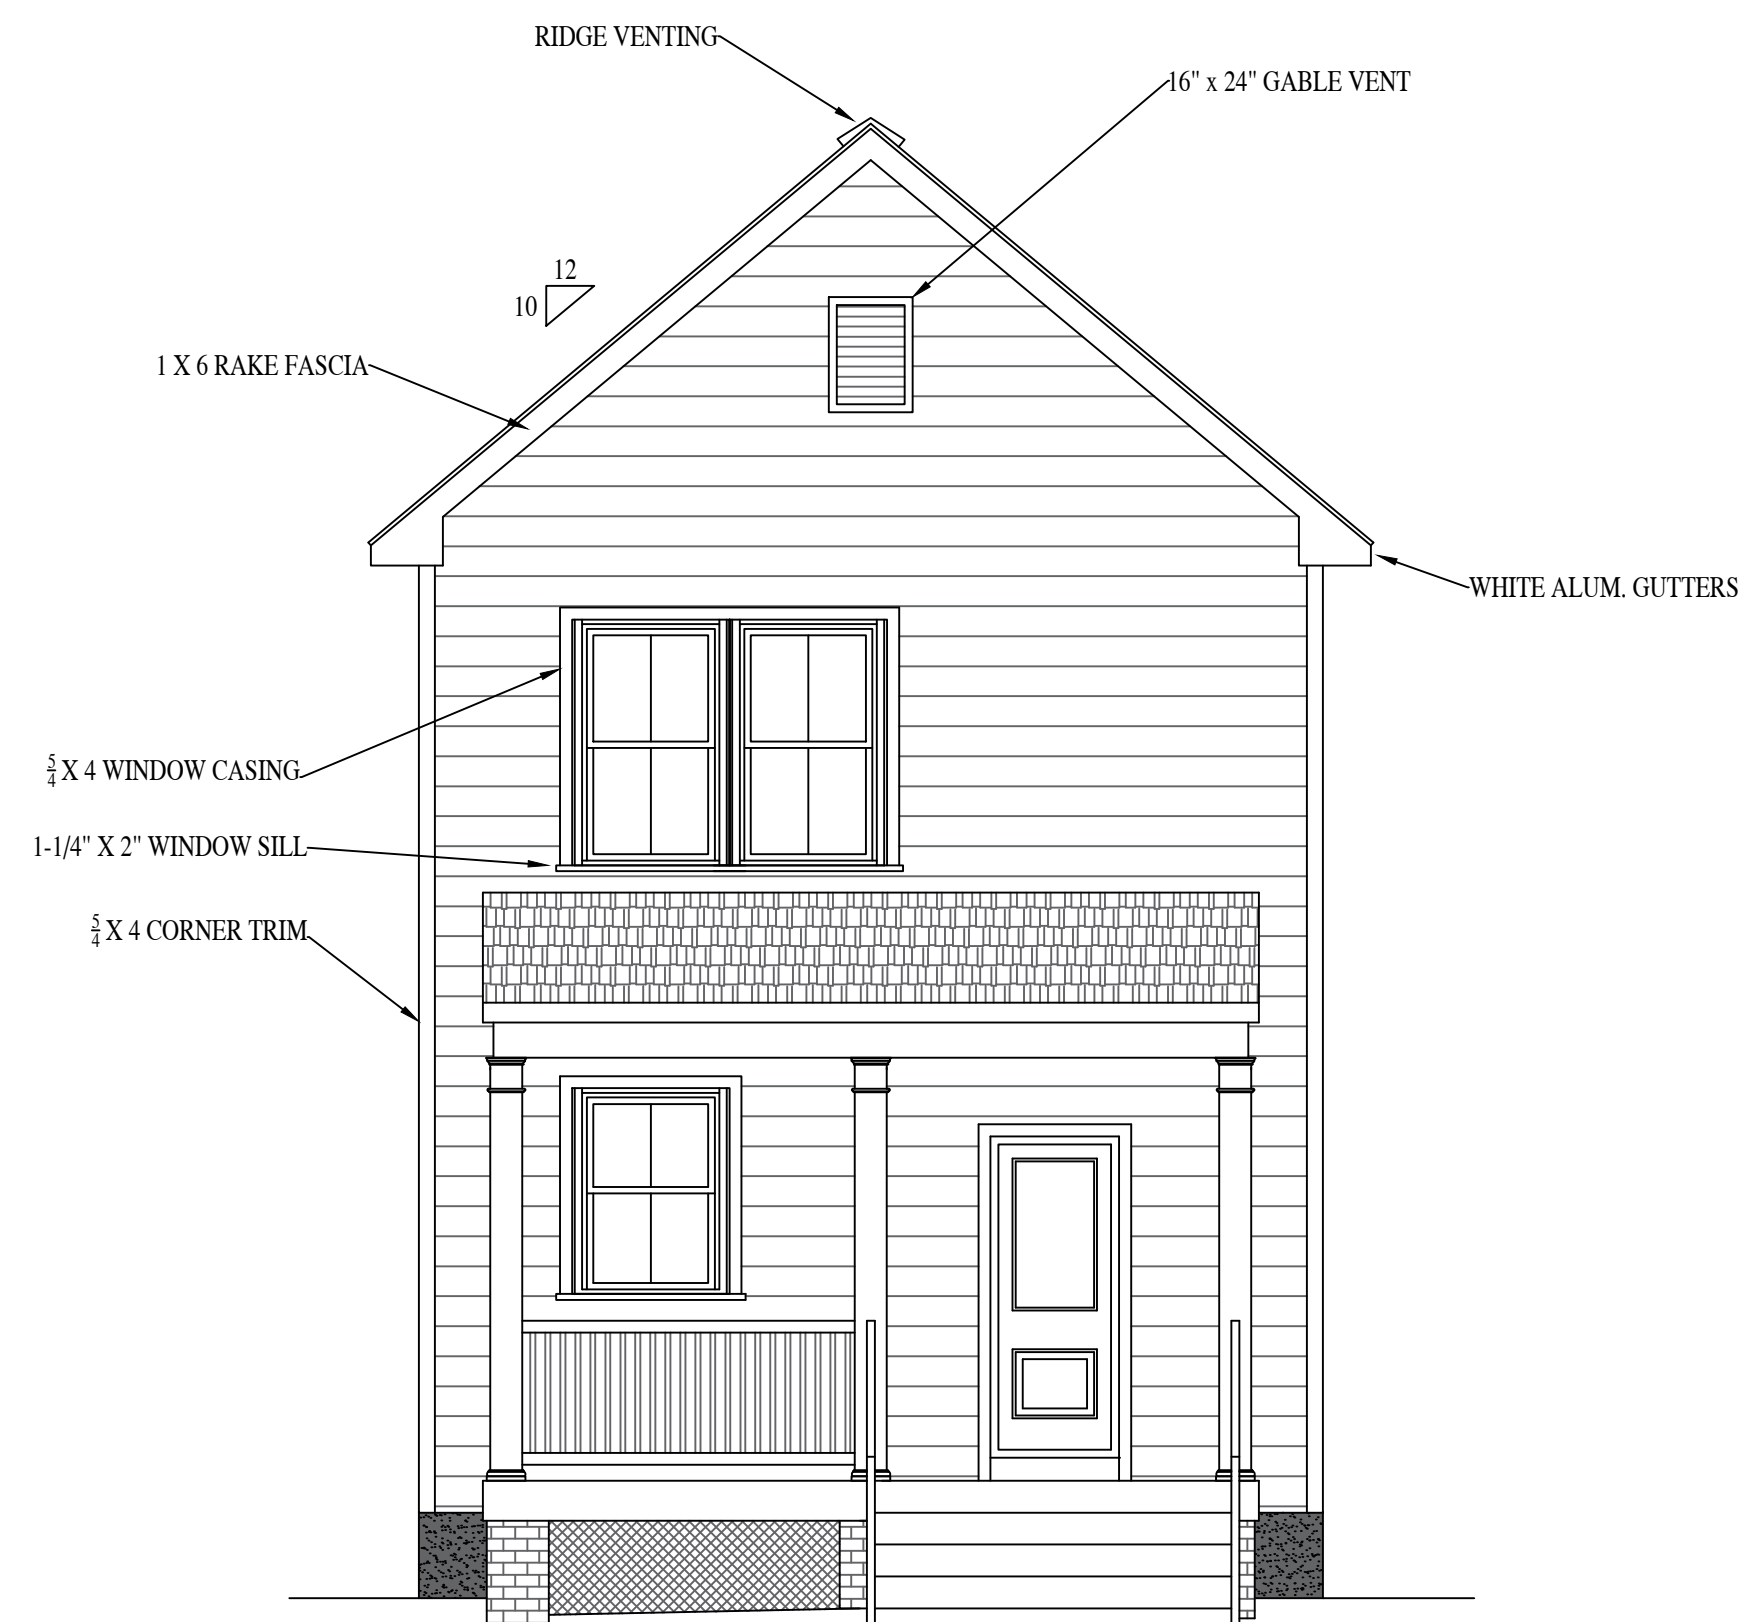 RIDGE VENTING
16" x 24" GABLE VENT
12
10
1 X 6 RAKE FASCIA
WHITE ALUM. GUTTERS
5/4 X 4 WINDOW CASING
1-1/4" X 2" WINDOW SILL
5/4 X 4 CORNER TRIM